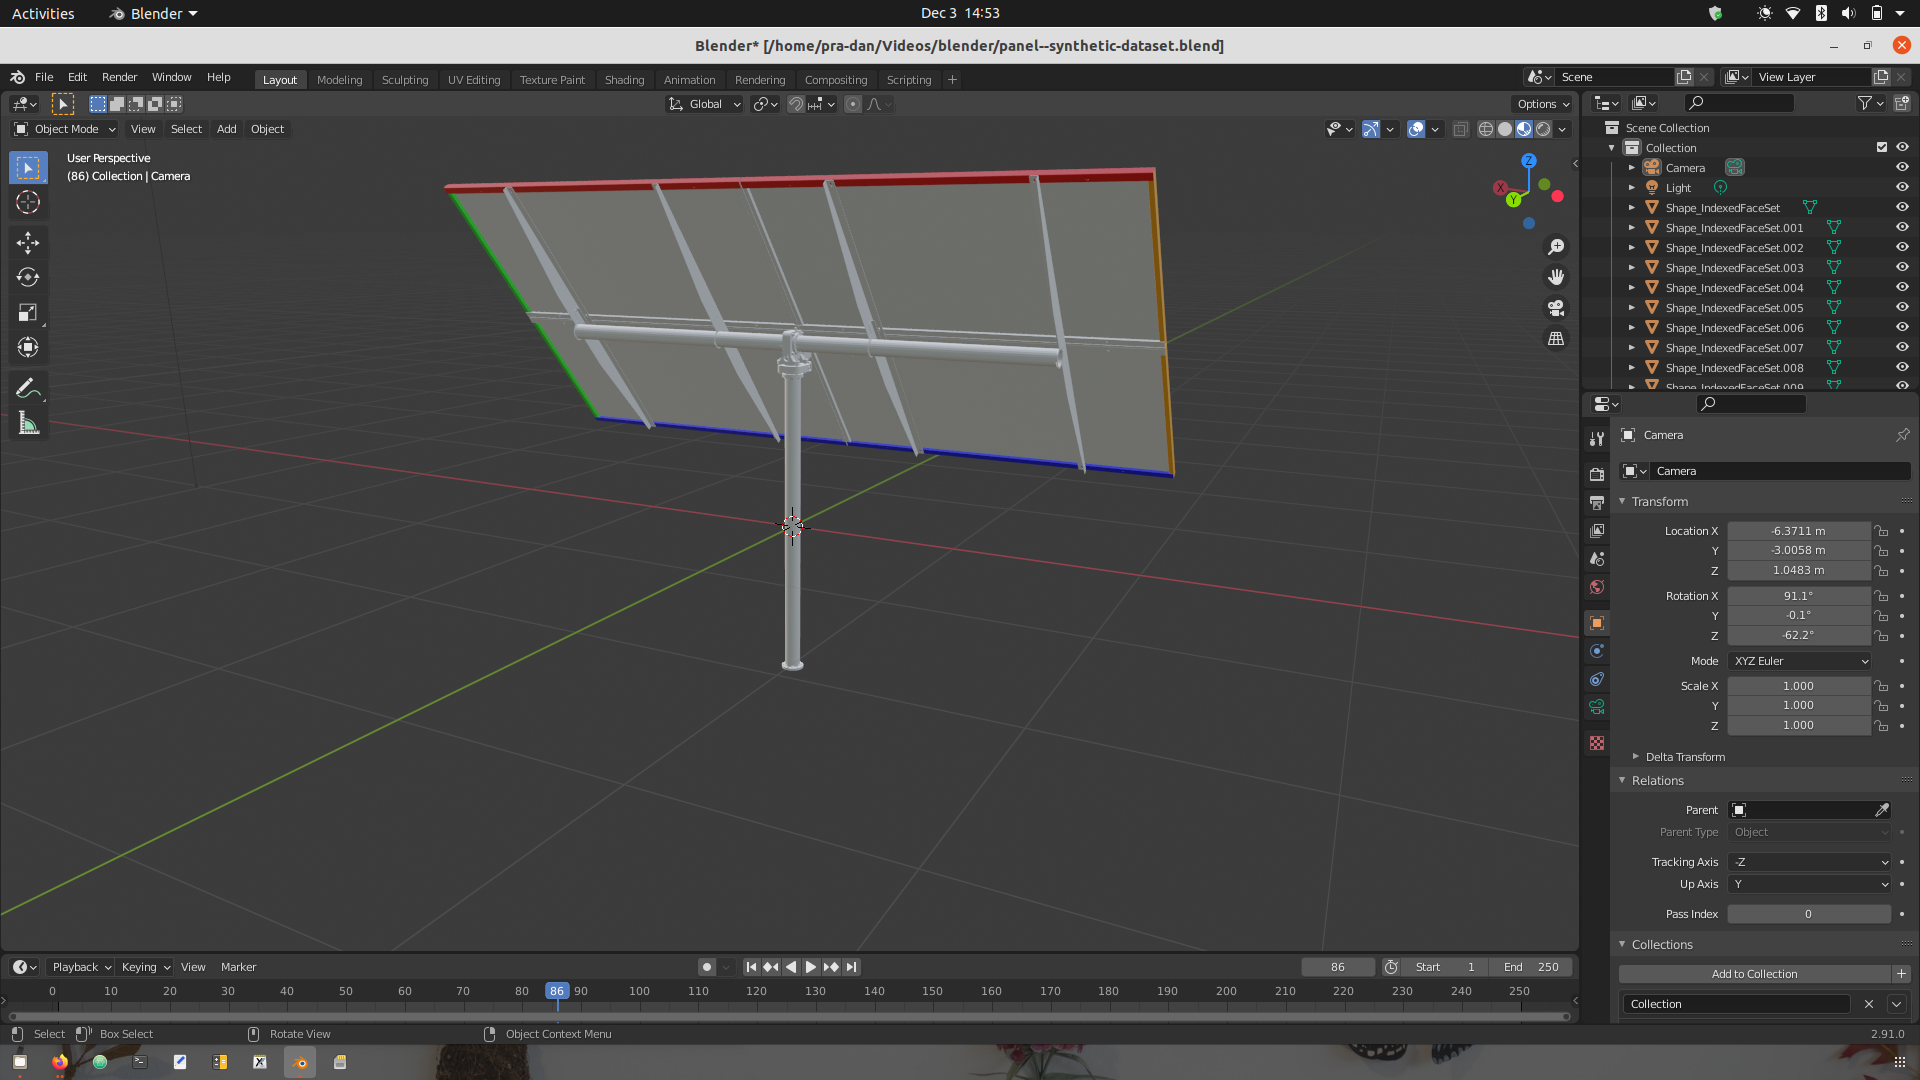 Activities
Blender
Dec 3 14:53
Blender* [/home/pra-dan/Videos/blender/panel--synthetic-dataset.blend]
File Edit Render Window Help
Layout Modeling Sculpting UV Editing Texture Paint Shading Animation Rendering Compositing Scripting +
Scene
View Layer
Global
Options
Object Mode View Select Add Object
User Perspective
(86) Collection | Camera
Z
X
Y
Scene Collection
Collection
Camera
Light
Shape_IndexedFaceSet
Shape_IndexedFaceSet.001
Shape_IndexedFaceSet.002
Shape_IndexedFaceSet.003
Shape_IndexedFaceSet.004
Shape_IndexedFaceSet.005
Shape_IndexedFaceSet.006
Shape_IndexedFaceSet.007
Shape_IndexedFaceSet.008
Shape_IndexedFaceSet.009
Camera
Camera
Transform
Location X -6.3711 m
Y -3.0058 m
Z 1.0483 m
Rotation X 91.1°
Y -0.1°
Z -62.2°
Mode XYZ Euler
Scale X 1.000
Y 1.000
Z 1.000
Delta Transform
Relations
Parent
Parent Type Object
Tracking Axis -Z
Up Axis Y
Pass Index 0
Collections
Add to Collection +
Collection
Playback Keying View Marker
86 Start 1 End 250
0 10 20 30 40 50 60 70 80 86 90 100 110 120 130 140 150 160 170 180 190 200 210 220 230 240 250
Select Box Select Rotate View Object Context Menu
2.91.0